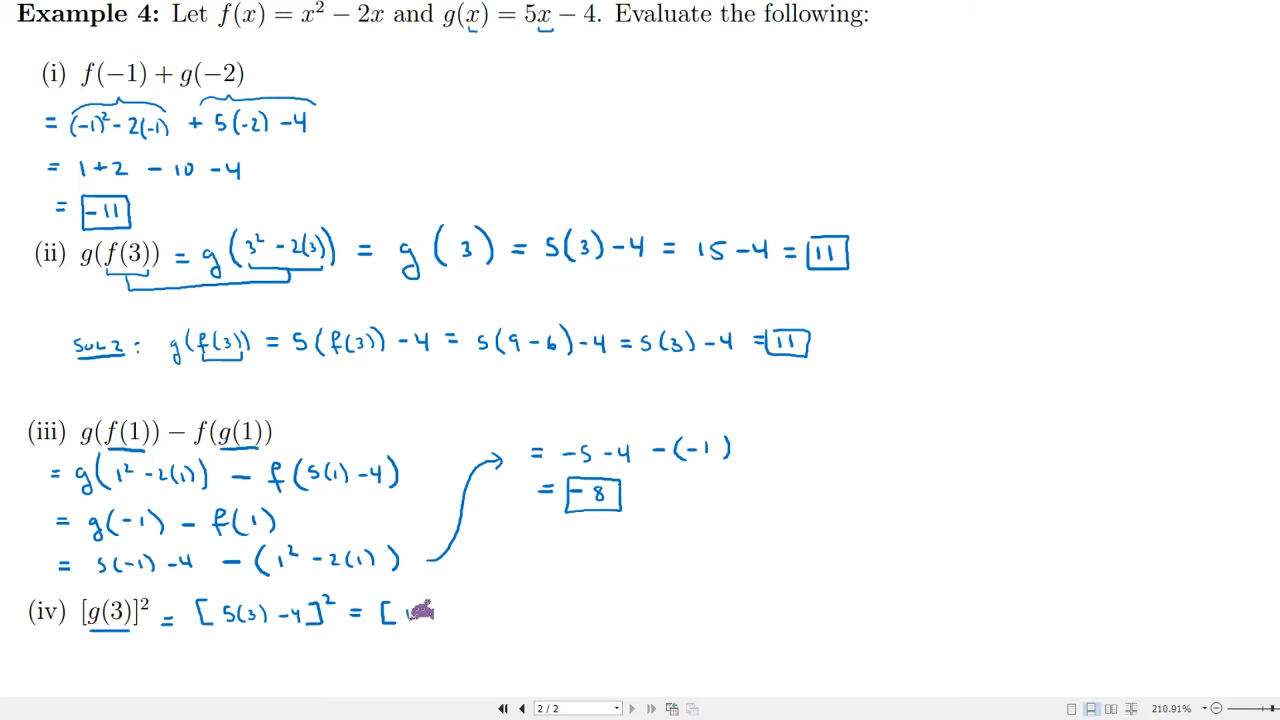 Example 4: Let f(x) = x² − 2x and g(x) = 5x − 4. Evaluate the following:
(i) f(−1) + g(−2)
= (-1)² - 2(-1) + 5(-2) - 4
= 1 + 2 - 10 - 4
= -11
(ii) g(f(3)) = g(3² - 2(3)) = g(3) = 5(3) - 4 = 15 - 4 = 11
SOL 2 : g(f(3)) = 5(f(3)) - 4 = 5(9 - 6) - 4 = 5(3) - 4 = 11
(iii) g(f(1)) − f(g(1))
= g(1² - 2(1)) - f(5(1) - 4)
= g(-1) - f(1)
= 5(-1) - 4 - (1² - 2(1))
= -5 - 4 - (-1)
= -8
(iv) [g(3)]² = [5(3) - 4]² = [
2 / 2
210.91%